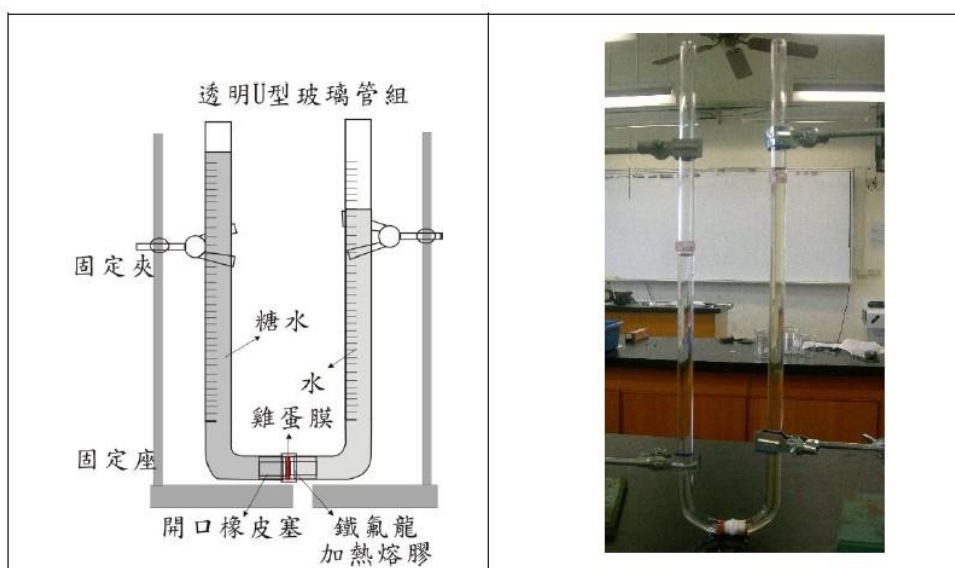 透明U型玻璃管組
固定夾
糖水
水
雞蛋膜
固定座
開口橡皮塞
鐵氟龍
加熱熔膠